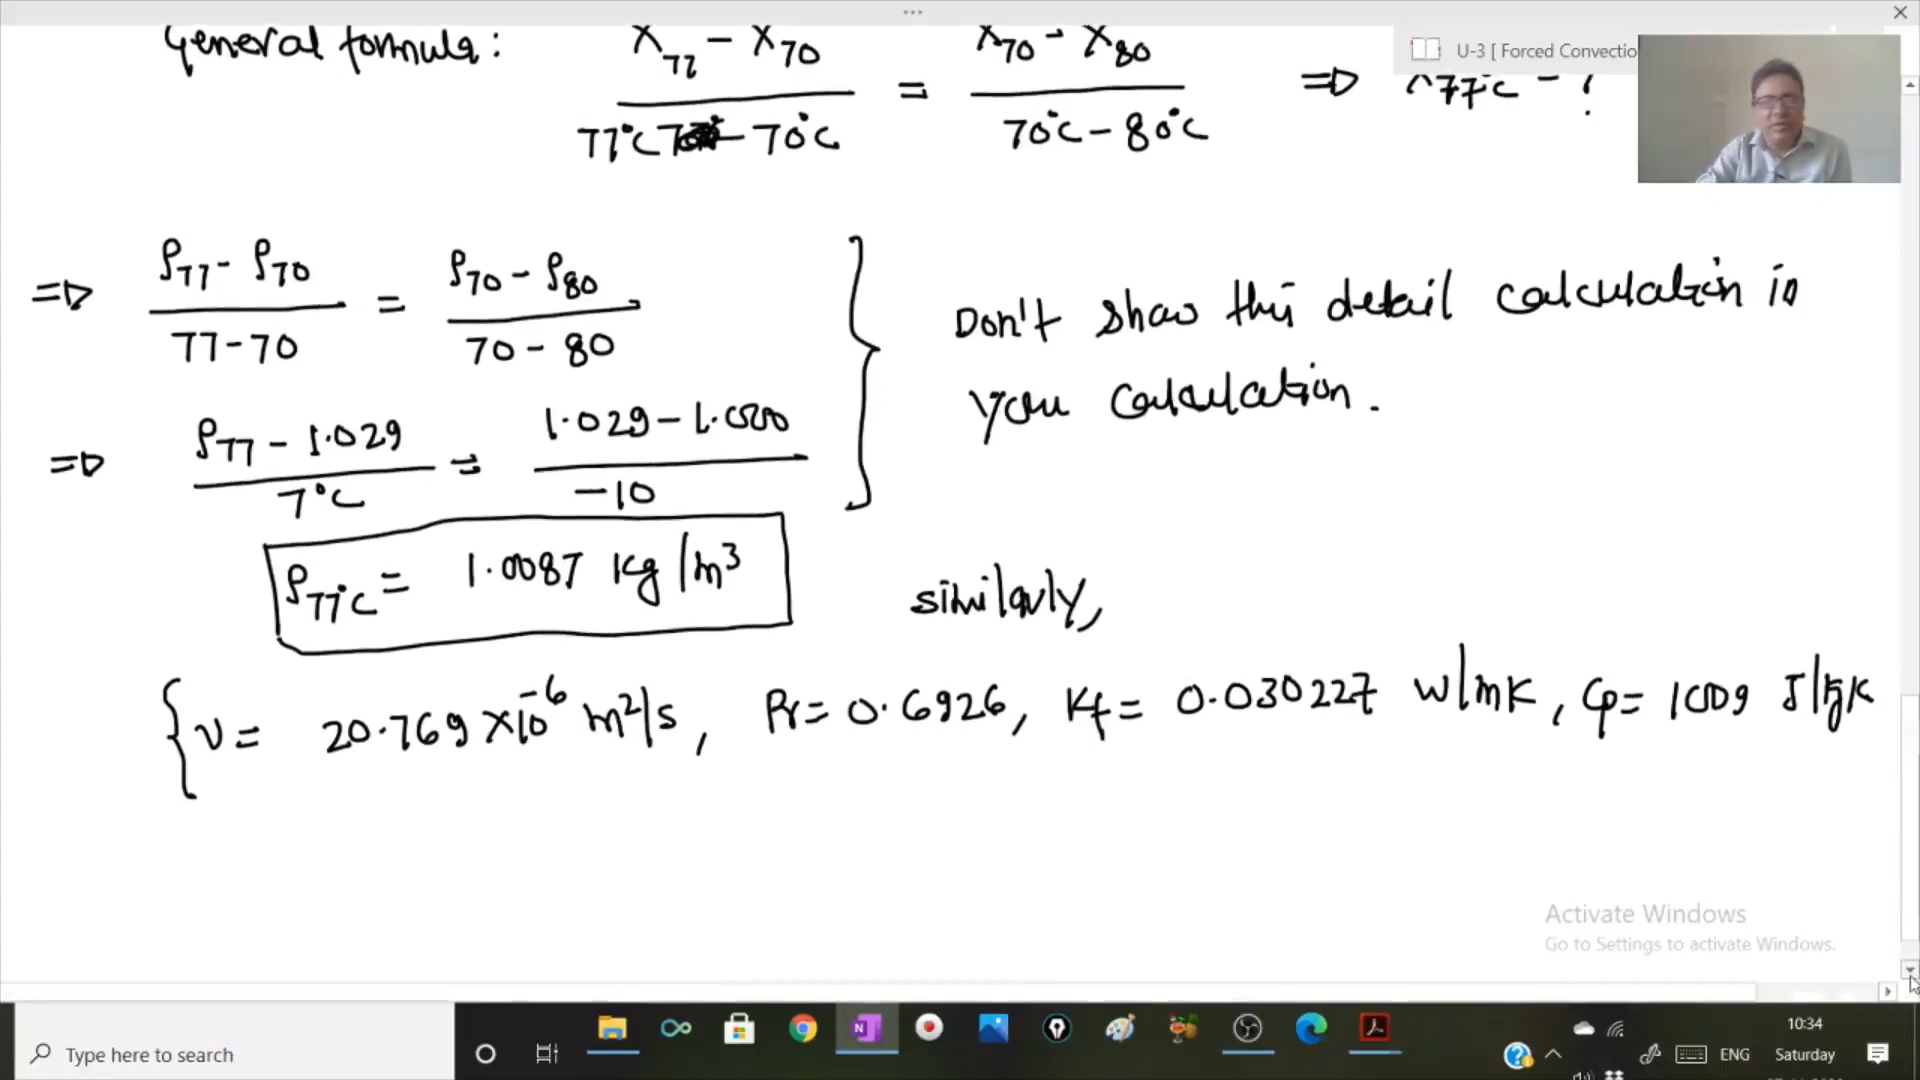 General formula: X77 - X70 / 77°C - 70°C = X70 - X80 / 70°C - 80°C => X77°C = ?
U-3 [ Forced Convectio
=> ρ77 - ρ70 / 77-70 = ρ70 - ρ80 / 70 - 80
=> ρ77 - 1.029 / 7°C = 1.029 - 1.000 / -10
Don't show this detail calculation in
your calculation.
ρ77°C = 1.0087 kg/m³
similarly,
ν = 20.769 ×10⁻⁶ m²/s, Pr = 0.6926, Kf = 0.030227 W/mK, Cp = 1009 J/kgK
Activate Windows
Go to Settings to activate Windows.
Type here to search
10:34
ENG
Saturday